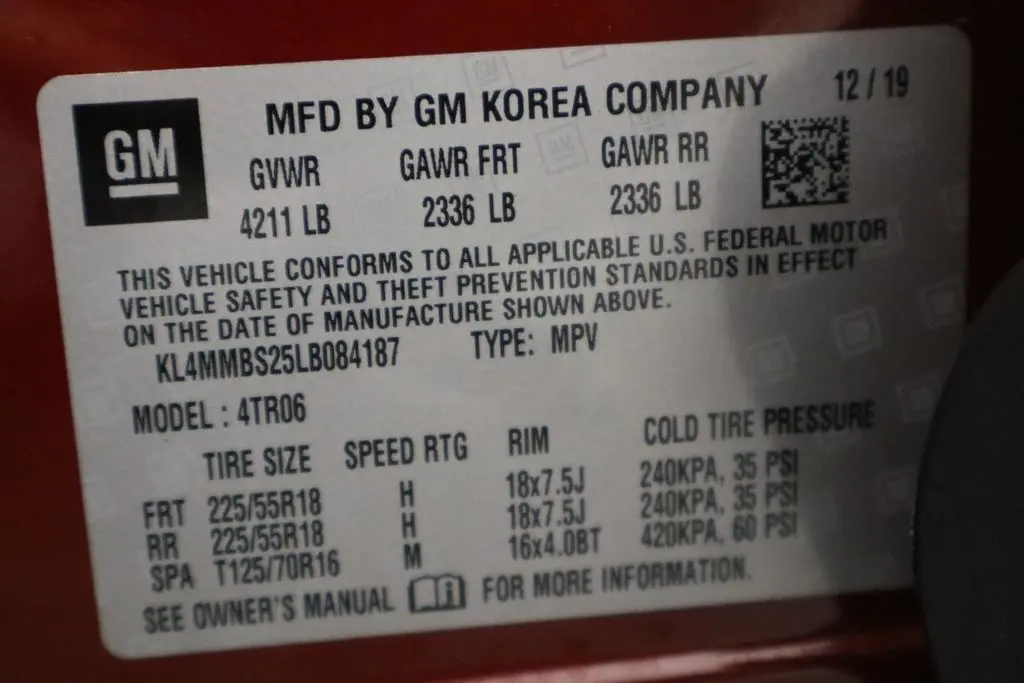 GM
MFD BY GM KOREA COMPANY 12/19
GVWR GAWR FRT GAWR RR
4211 LB 2336 LB 2336 LB
THIS VEHICLE CONFORMS TO ALL APPLICABLE U.S. FEDERAL MOTOR
VEHICLE SAFETY AND THEFT PREVENTION STANDARDS IN EFFECT
ON THE DATE OF MANUFACTURE SHOWN ABOVE.
KL4MMBS25LB084187 TYPE: MPV
MODEL : 4TR06
TIRE SIZE SPEED RTG RIM COLD TIRE PRESSURE
FRT 225/55R18 H 18x7.5J 240KPA, 35 PSI
RR 225/55R18 H 18x7.5J 240KPA, 35 PSI
SPA T125/70R16 M 16x4.0BT 420KPA, 60 PSI
SEE OWNER'S MANUAL FOR MORE INFORMATION.